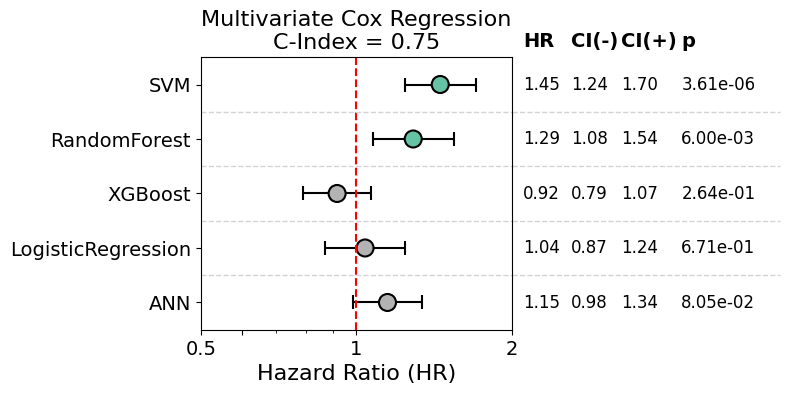 Multivariate Cox Regression
C-Index = 0.75
HR CI(-) CI(+) p
SVM 1.45 1.24 1.70 3.61e-06
RandomForest 1.29 1.08 1.54 6.00e-03
XGBoost 0.92 0.79 1.07 2.64e-01
LogisticRegression 1.04 0.87 1.24 6.71e-01
ANN 1.15 0.98 1.34 8.05e-02
0.5 1 2
Hazard Ratio (HR)